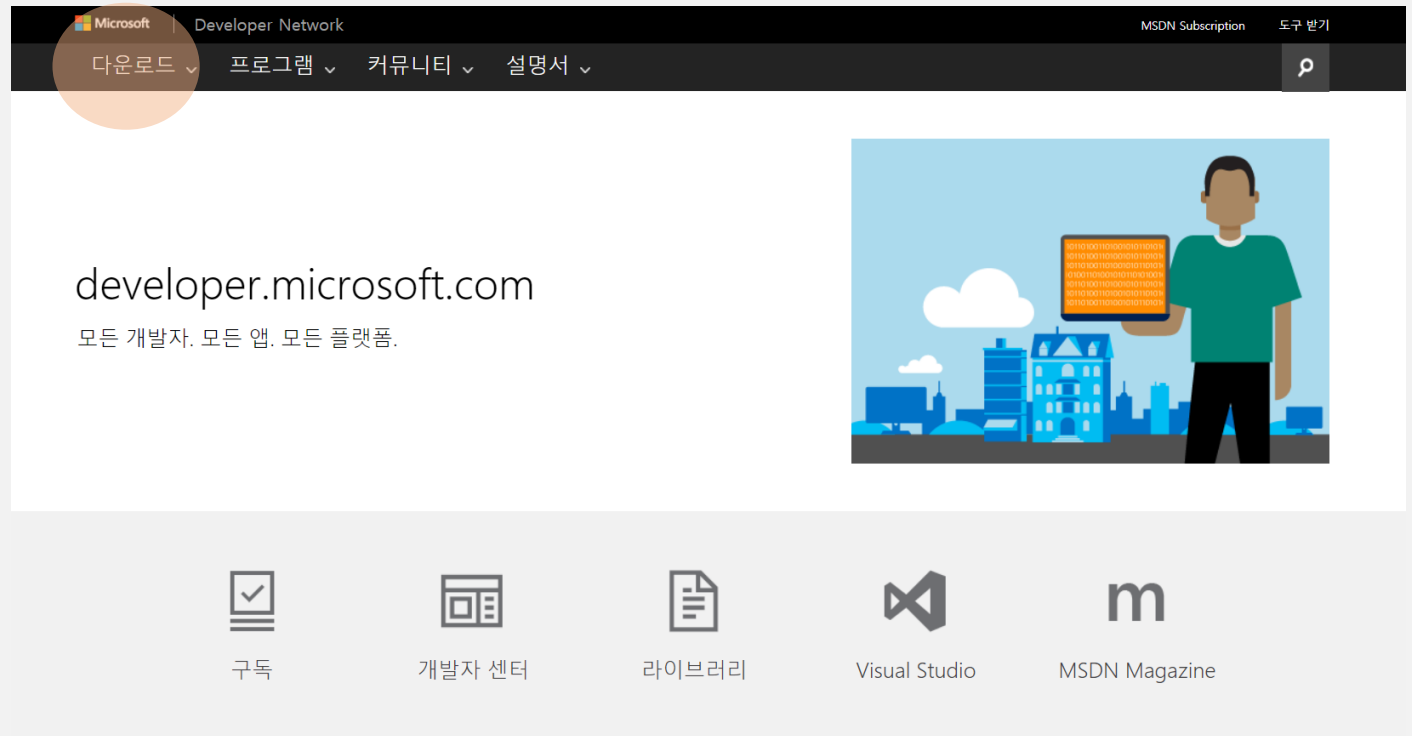 Microsoft Developer Network MSDN Subscription 도구 받기
다운로드 프로그램 커뮤니티 설명서
developer.microsoft.com
모든 개발자. 모든 앱. 모든 플랫폼.
구독 개발자 센터 라이브러리 Visual Studio MSDN Magazine